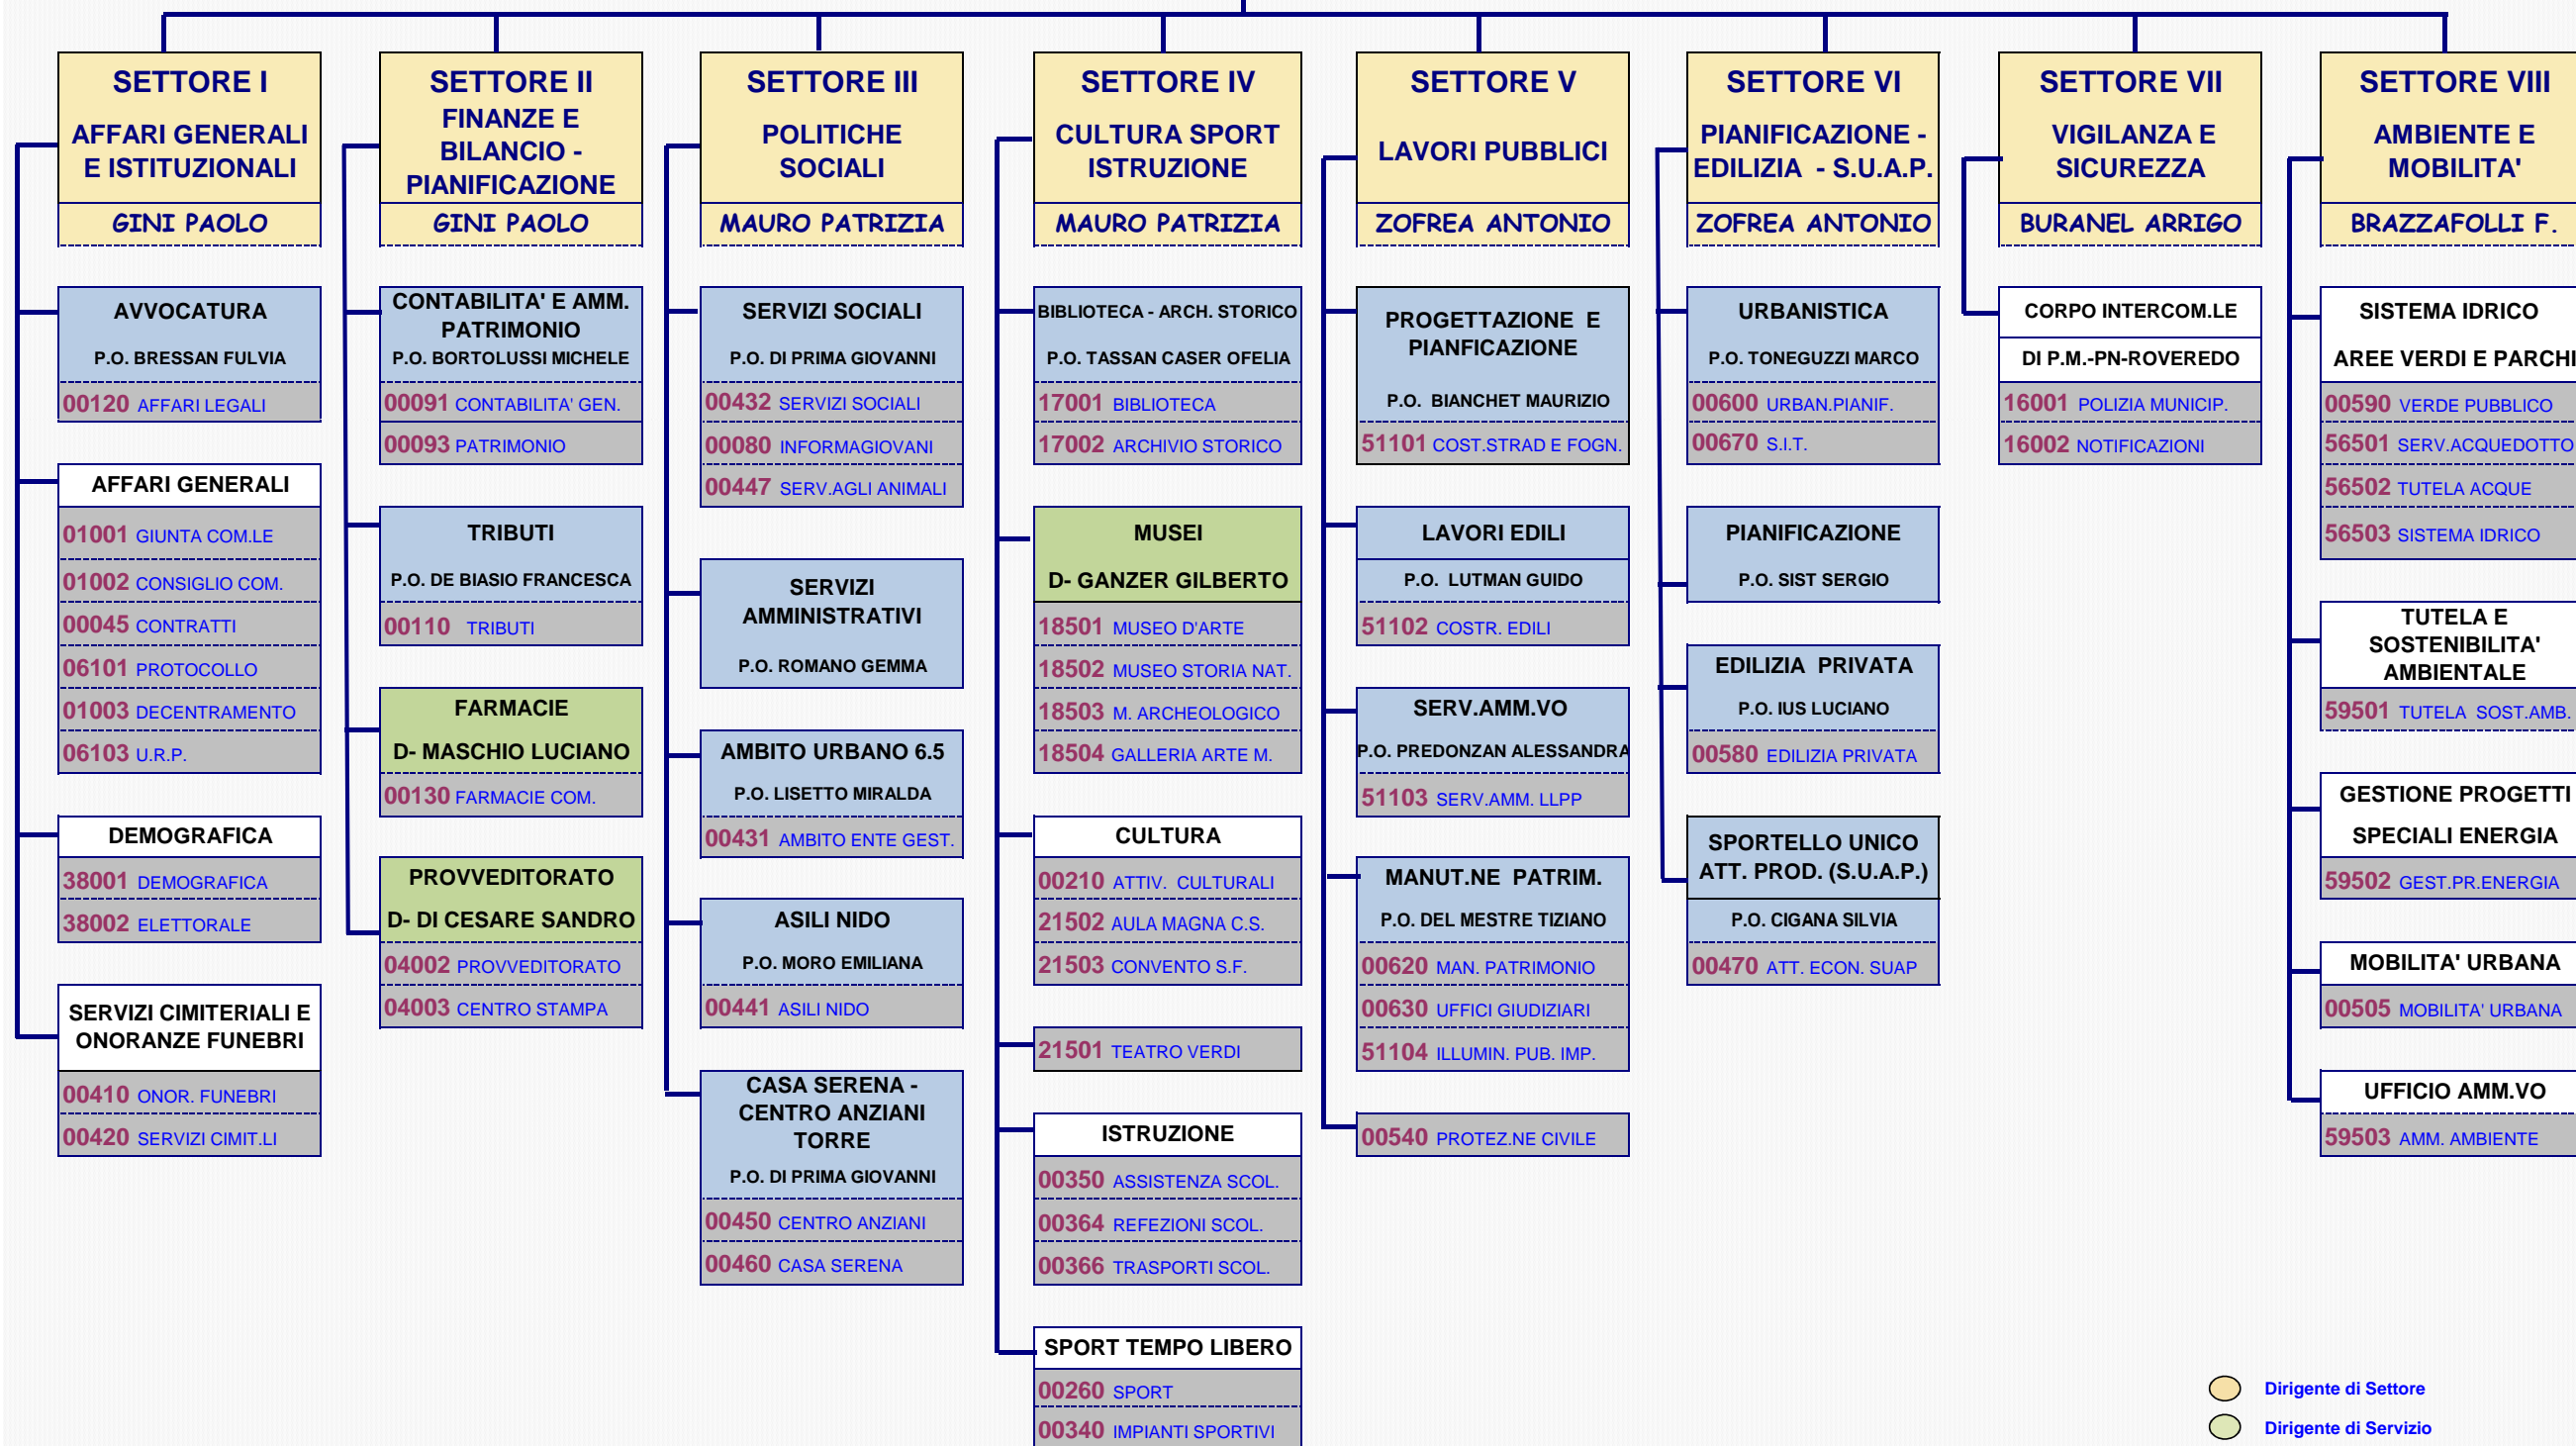 SETTORE I
AFFARI GENERALI
E ISTITUZIONALI
GINI PAOLO
AVVOCATURA
P.O. BRESSAN FULVIA
00120 AFFARI LEGALI
AFFARI GENERALI
01001 GIUNTA COM.LE
01002 CONSIGLIO COM.
00045 CONTRATTI
06101 PROTOCOLLO
01003 DECENTRAMENTO
06103 U.R.P.
DEMOGRAFICA
38001 DEMOGRAFICA
38002 ELETTORALE
SERVIZI CIMITERIALI E
ONORANZE FUNEBRI
00410 ONOR. FUNEBRI
00420 SERVIZI CIMIT.LI
SETTORE II
FINANZE E
BILANCIO -
PIANIFICAZIONE
GINI PAOLO
CONTABILITA' E AMM.
PATRIMONIO
P.O. BORTOLUSSI MICHELE
00091 CONTABILITA' GEN.
00093 PATRIMONIO
TRIBUTI
P.O. DE BIASIO FRANCESCA
00110 TRIBUTI
FARMACIE
D- MASCHIO LUCIANO
00130 FARMACIE COM.
PROVVEDITORATO
D- DI CESARE SANDRO
04002 PROVVEDITORATO
04003 CENTRO STAMPA
SETTORE III
POLITICHE
SOCIALI
MAURO PATRIZIA
SERVIZI SOCIALI
P.O. DI PRIMA GIOVANNI
00432 SERVIZI SOCIALI
00080 INFORMAGIOVANI
00447 SERV.AGLI ANIMALI
SERVIZI
AMMINISTRATIVI
P.O. ROMANO GEMMA
AMBITO URBANO 6.5
P.O. LISETTO MIRALDA
00431 AMBITO ENTE GEST.
ASILI NIDO
P.O. MORO EMILIANA
00441 ASILI NIDO
CASA SERENA -
CENTRO ANZIANI
TORRE
P.O. DI PRIMA GIOVANNI
00450 CENTRO ANZIANI
00460 CASA SERENA
SETTORE IV
CULTURA SPORT
ISTRUZIONE
MAURO PATRIZIA
BIBLIOTECA - ARCH. STORICO
P.O. TASSAN CASER OFELIA
17001 BIBLIOTECA
17002 ARCHIVIO STORICO
MUSEI
D- GANZER GILBERTO
18501 MUSEO D'ARTE
18502 MUSEO STORIA NAT.
18503 M. ARCHEOLOGICO
18504 GALLERIA ARTE M.
CULTURA
00210 ATTIV. CULTURALI
21502 AULA MAGNA C.S.
21503 CONVENTO S.F.
21501 TEATRO VERDI
ISTRUZIONE
00350 ASSISTENZA SCOL.
00364 REFEZIONI SCOL.
00366 TRASPORTI SCOL.
SPORT TEMPO LIBERO
00260 SPORT
00340 IMPIANTI SPORTIVI
SETTORE V
LAVORI PUBBLICI
ZOFREA ANTONIO
PROGETTAZIONE E
PIANFICAZIONE
P.O. BIANCHET MAURIZIO
51101 COST.STRAD E FOGN.
LAVORI EDILI
P.O. LUTMAN GUIDO
51102 COSTR. EDILI
SERV.AMM.VO
P.O. PREDONZAN ALESSANDRA
51103 SERV.AMM. LLPP
MANUT.NE PATRIM.
P.O. DEL MESTRE TIZIANO
00620 MAN. PATRIMONIO
00630 UFFICI GIUDIZIARI
51104 ILLUMIN. PUB. IMP.
00540 PROTEZ.NE CIVILE
SETTORE VI
PIANIFICAZIONE -
EDILIZIA - S.U.A.P.
ZOFREA ANTONIO
URBANISTICA
P.O. TONEGUZZI MARCO
00600 URBAN.PIANIF.
00670 S.I.T.
PIANIFICAZIONE
P.O. SIST SERGIO
EDILIZIA PRIVATA
P.O. IUS LUCIANO
00580 EDILIZIA PRIVATA
SPORTELLO UNICO
ATT. PROD. (S.U.A.P.)
P.O. CIGANA SILVIA
00470 ATT. ECON. SUAP
SETTORE VII
VIGILANZA E
SICUREZZA
BURANEL ARRIGO
CORPO INTERCOM.LE
DI P.M.-PN-ROVEREDO
16001 POLIZIA MUNICIP.
16002 NOTIFICAZIONI
SETTORE VIII
AMBIENTE E
MOBILITA'
BRAZZAFOLLI F.
SISTEMA IDRICO
AREE VERDI E PARCHI
00590 VERDE PUBBLICO
56501 SERV.ACQUEDOTTO
56502 TUTELA ACQUE
56503 SISTEMA IDRICO
TUTELA E
SOSTENIBILITA'
AMBIENTALE
59501 TUTELA SOST.AMB.
GESTIONE PROGETTI
SPECIALI ENERGIA
59502 GEST.PR.ENERGIA
MOBILITA' URBANA
00505 MOBILITA' URBANA
UFFICIO AMM.VO
59503 AMM. AMBIENTE
Dirigente di Settore
Dirigente di Servizio